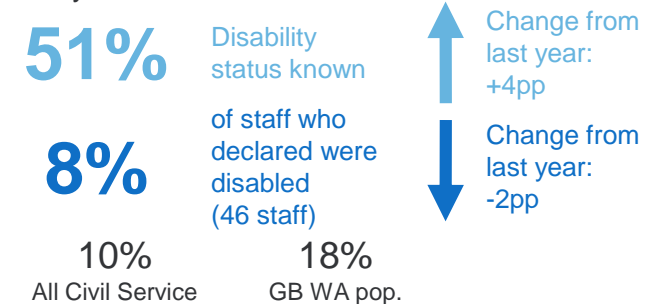 51%
Disability
status known
Change from
last year:
+4pp
8%
of staff who
declared were
disabled
(46 staff)
Change from
last year:
-2pp
10%
All Civil Service
18%
GB WA pop.